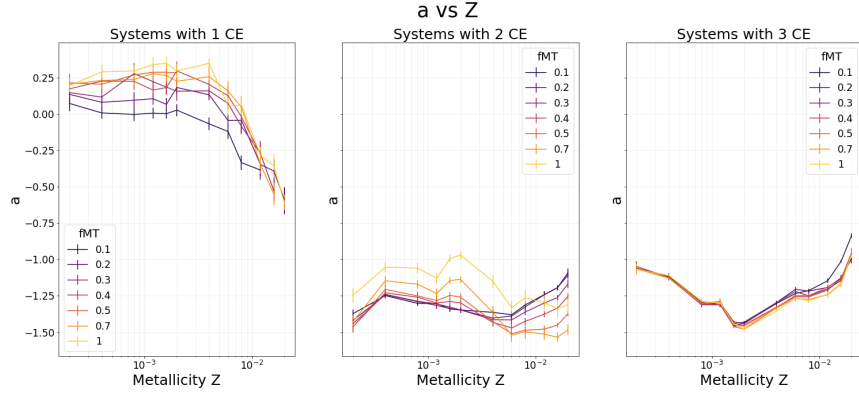 a vs Z
Systems with 1 CE
Systems with 2 CE
Systems with 3 CE
a
0.25
0.00
−0.25
−0.50
−0.75
−1.00
−1.25
−1.50
fMT
0.1
0.2
0.3
0.4
0.5
0.7
1
10⁻³
10⁻²
Metallicity Z
a
fMT
0.1
0.2
0.3
0.4
0.5
0.7
1
10⁻³
10⁻²
Metallicity Z
a
fMT
0.1
0.2
0.3
0.4
0.5
0.7
1
10⁻³
10⁻²
Metallicity Z